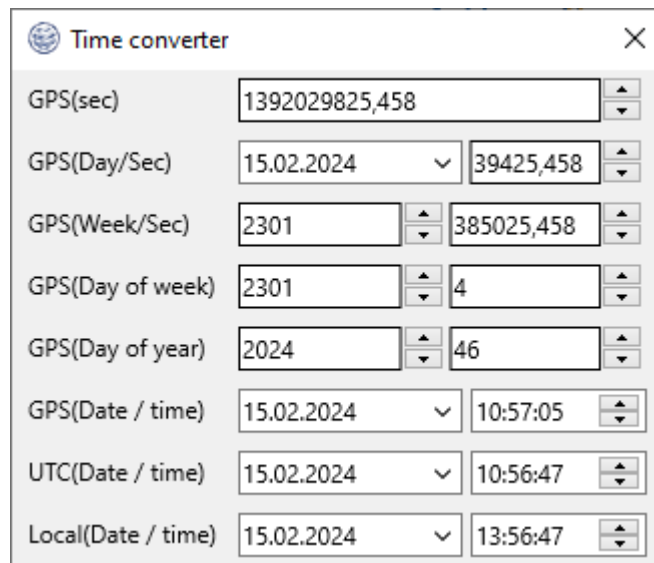 Time converter
GPS(sec) 1392029825,458
GPS(Day/Sec) 15.02.2024 39425,458
GPS(Week/Sec) 2301 385025,458
GPS(Day of week) 2301 4
GPS(Day of year) 2024 46
GPS(Date / time) 15.02.2024 10:57:05
UTC(Date / time) 15.02.2024 10:56:47
Local(Date / time) 15.02.2024 13:56:47